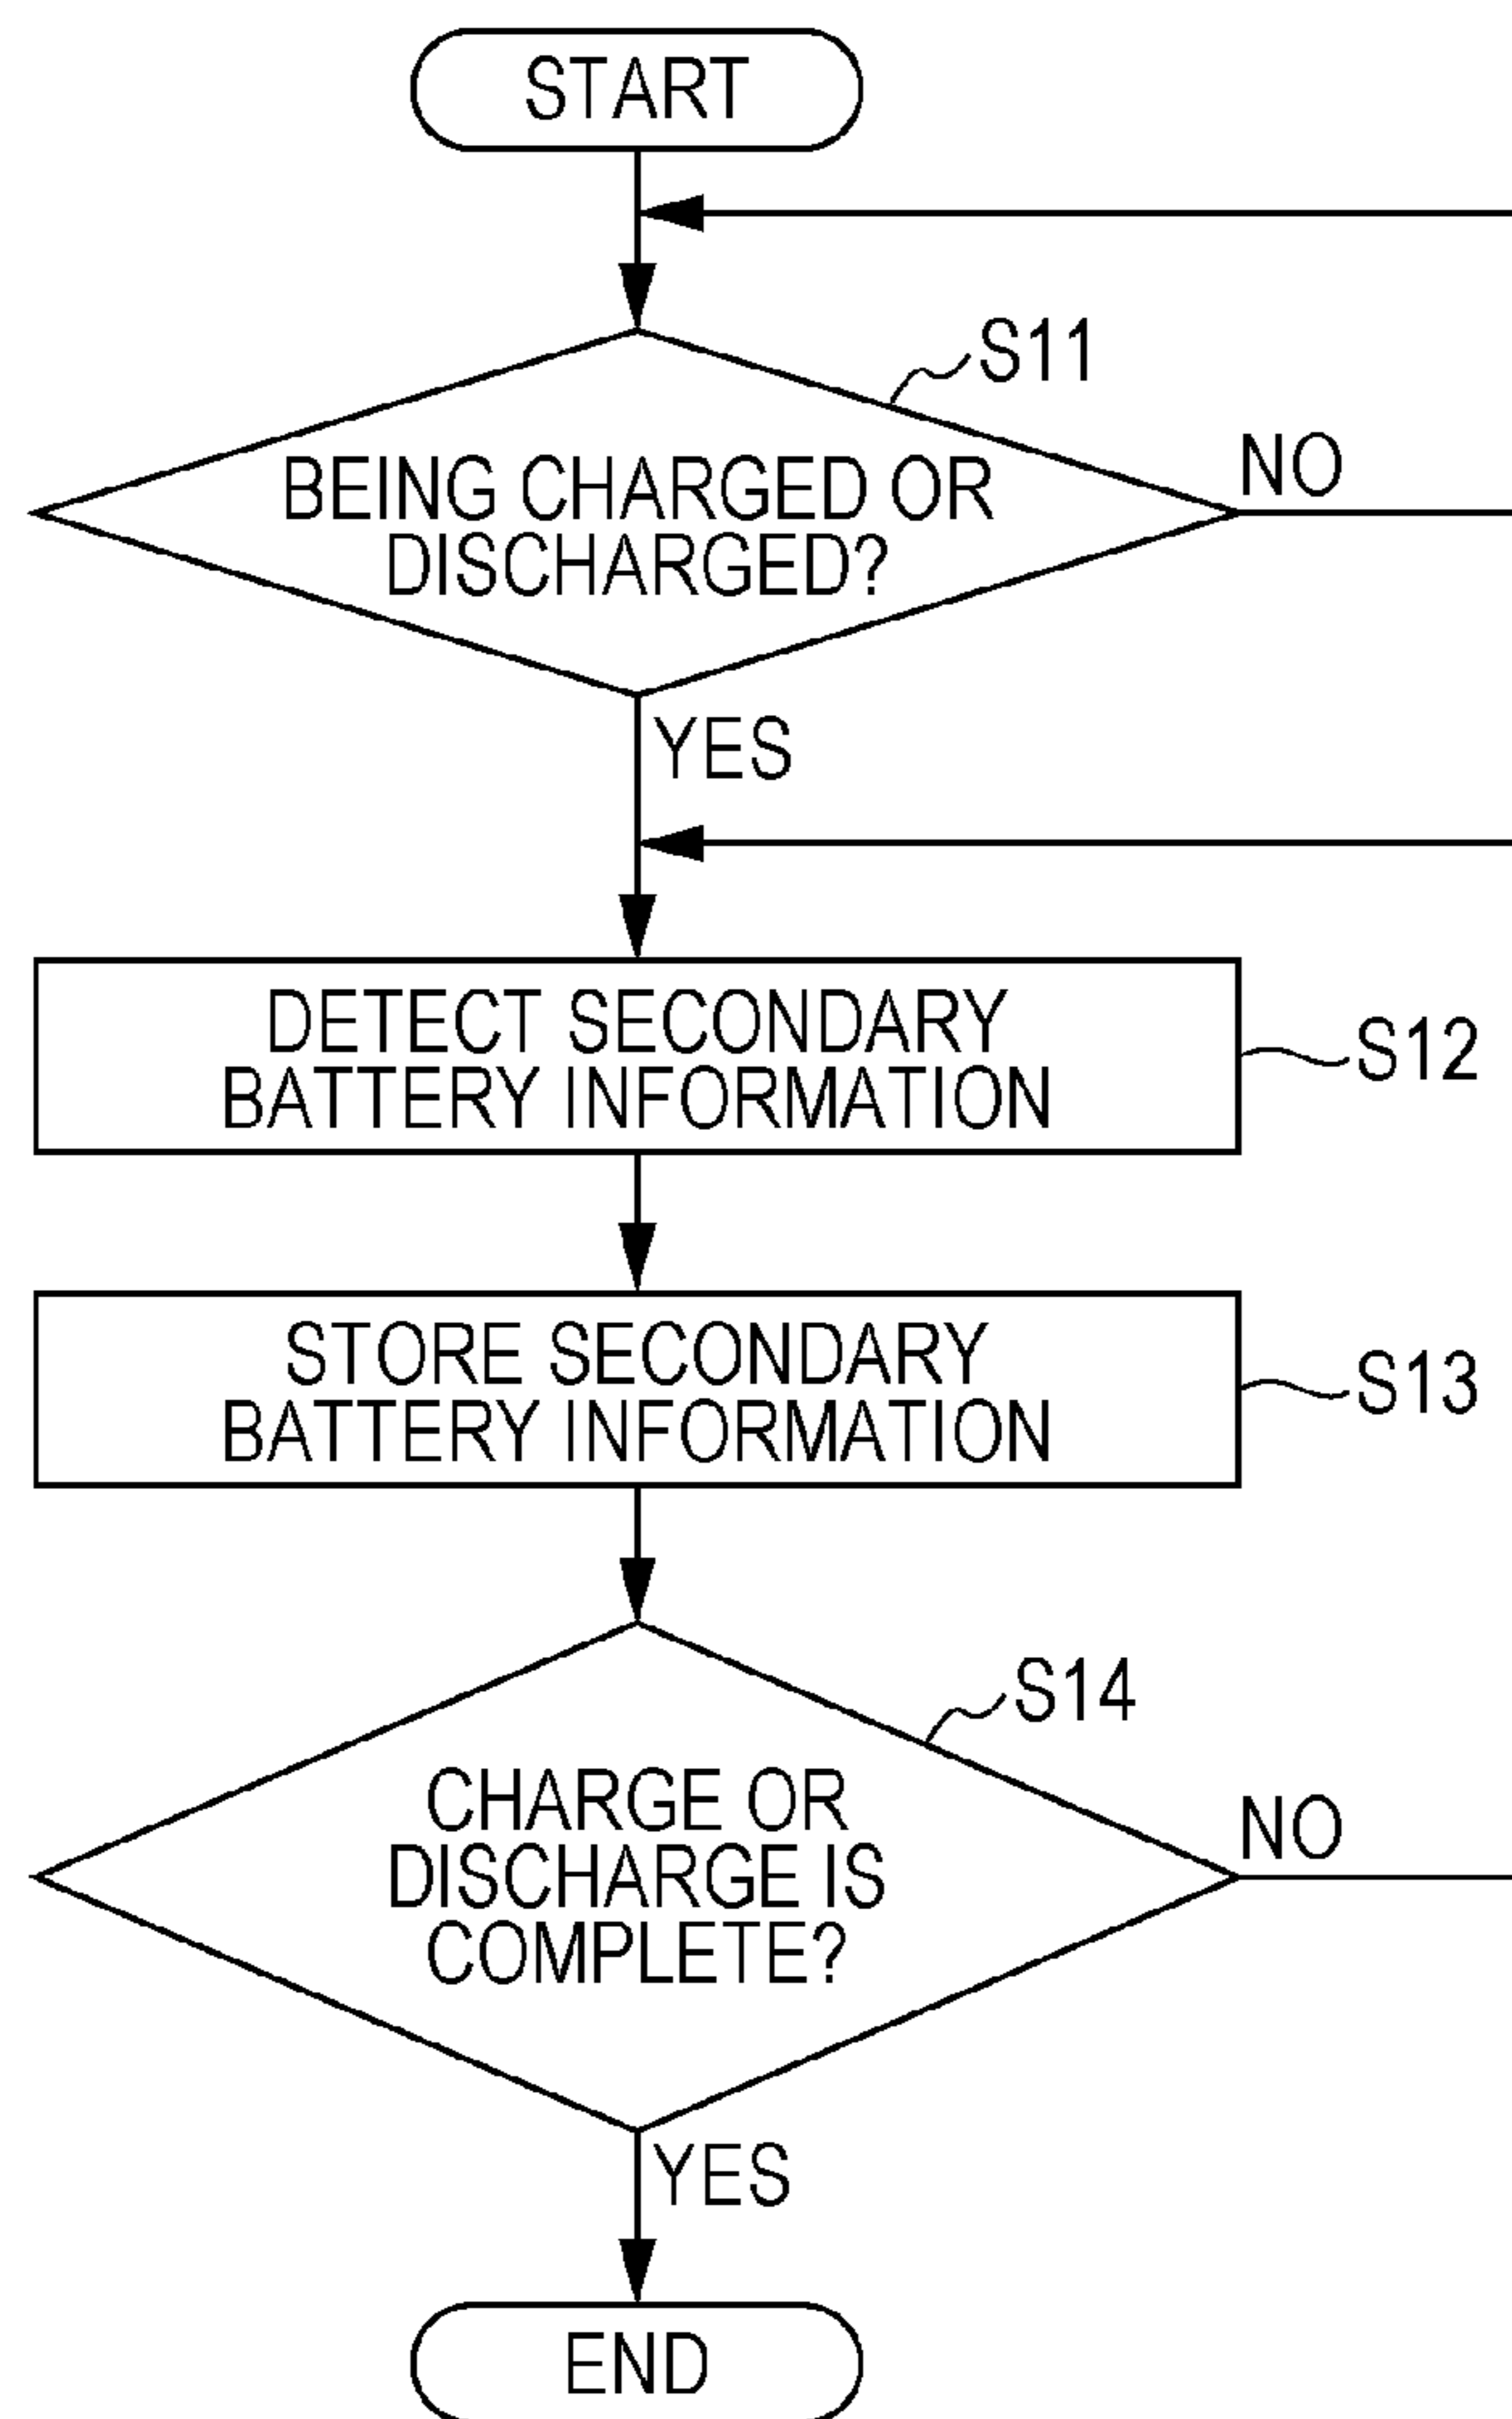 START
S11
BEING CHARGED OR
DISCHARGED?
NO
YES
DETECT SECONDARY
BATTERY INFORMATION
S12
STORE SECONDARY
BATTERY INFORMATION
S13
S14
CHARGE OR
DISCHARGE IS
COMPLETE?
NO
YES
END